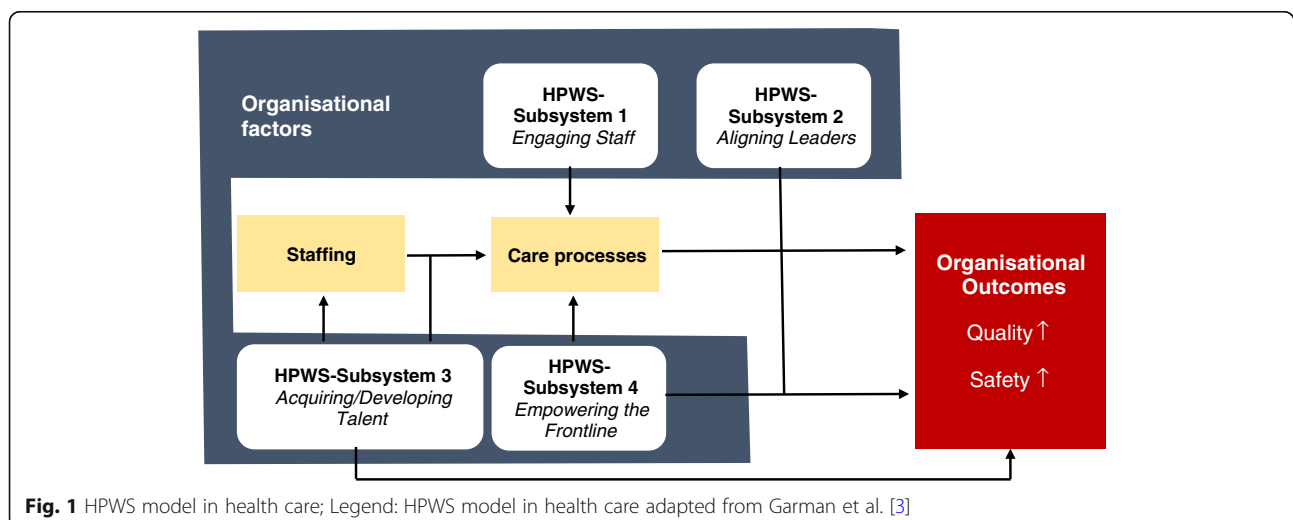 Organisational
factors
HPWS-
Subsystem 1
Engaging Staff
HPWS-
Subsystem 2
Aligning Leaders
Staffing
Care processes
Organisational
Outcomes
Quality ↑
Safety ↑
HPWS-Subsystem 3
Acquiring/Developing
Talent
HPWS-
Subsystem 4
Empowering the
Frontline
Fig. 1 HPWS model in health care; Legend: HPWS model in health care adapted from Garman et al. [3]